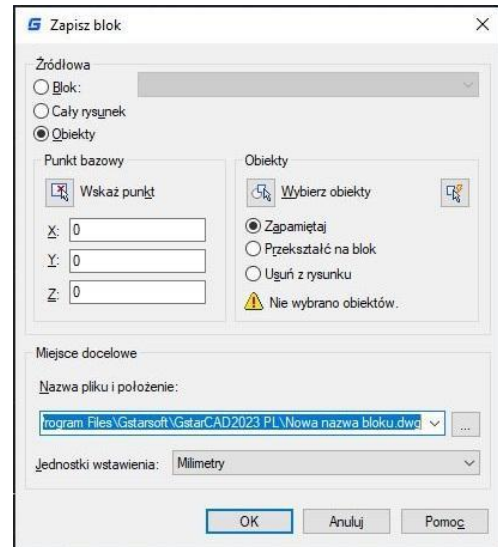 Zapisz blok
Źródłowa
Blok:
Cały rysunek
Obiekty
Punkt bazowy
Wskaż punkt
X: 0
Y: 0
Z: 0
Obiekty
Wybierz obiekty
Zapamiętaj
Przekształć na blok
Usuń z rysunku
Nie wybrano obiektów.
Miejsce docelowe
Nazwa pliku i położenie:
rogram Files\Gstarsoft\GstarCAD2023 PL\Nowa nazwa bloku.dwg
...
Jednostki wstawienia: Milimetry
OK Anuluj Pomoc